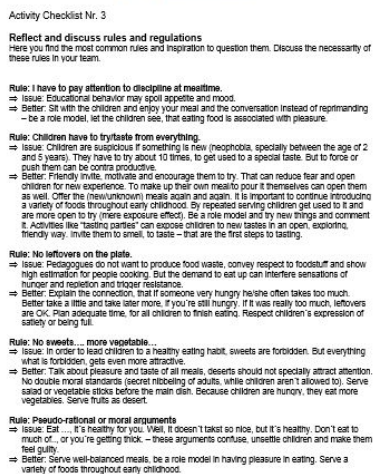 Activity Checklist Nr. 3
Reflect and discuss rules and regulations
Here you find the most common rules and inspiration to question them. Discuss the necessarity of
these rules in your team.
Rule: I have to pay attention to discipline at mealtime.
⇒ Issue: Educational behavior may spoil appetite and mood.
⇒ Better: Sit with the children and enjoy your meal and the conversation instead of reprimanding
– be a role model, let the children see, that eating food is associated with pleasure.
Rule: Children have to try/taste from everything.
⇒ Issue: Children are suspicious if something is new (neophobia, specially between the age of 2
and 5 years). They have to try about 10 times, to get used to a special taste. But to force or
push them can be contra productive.
⇒ Better: Friendly invite, motivate and encourage them to try. That can reduce fear and open
children for new experience. To make up their own meal/to pour it themselves can open them
as well. Offer the (new/unknown) meals again and again. It is important to continue introducing
a variety of foods throughout early childhood. By repeated serving children get used to it and
are more open to try (mere exposure effect). Be a role model and try new things and comment
it. Activities like "tasting parties" can expose children to new tastes in an open, exploring,
friendly way. Invite them to smell, to taste – that are the first steps to tasting.
Rule: No leftovers on the plate.
⇒ Issue: Pedagogues do not want to produce food waste, convey respect to foodstuff and show
high estimation for people cooking. But the demand to eat up can interfere sensations of
hunger and repletion and trigger resistance.
⇒ Better: Explain the connection, that if someone very hungry he/she often takes too much.
Better take a little and take later more, if you're still hungry. If it was really too much, leftovers
are OK. Plan adequate time, for all children to finish eating. Respect children's expression of
satiety or being full.
Rule: No sweets… more vegetable…
⇒ Issue: In order to lead children to a healthy eating habit, sweets are forbidden. But everything
what is forbidden, gets even more attractive.
⇒ Better: Talk about pleasure and taste of all meals, deserts should not specially attract attention.
No double moral standards (secret nibbeling of adults, while children aren't allowed to). Serve
salad or vegetable sticks before the main dish. Because children are hungry, they eat more
vegetables. Serve fruits as desert.
Rule: Pseudo-rational or moral arguments
⇒ Issue: Eat …, it's healthy for you. Well, it doesn't takst so nice, but it's healthy. Don't eat to
much of.., or you're getting thick. – these arguments confuse, unsettle children and make them
feel guilty.
⇒ Better: Serve well-balanced meals, be a role model in having pleasure in eating. Serve a
variety of foods throughout early childhood.